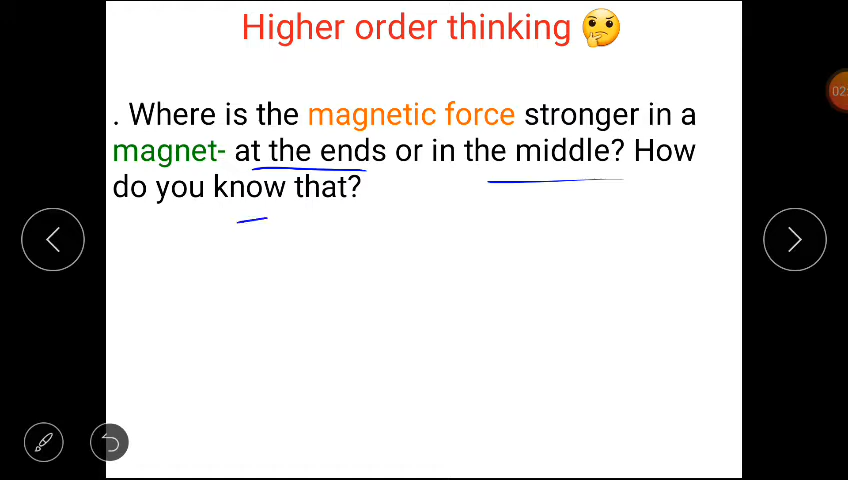 Higher order thinking 🤔
. Where is the magnetic force stronger in a
magnet- at the ends or in the middle? How
do you know that?
02: